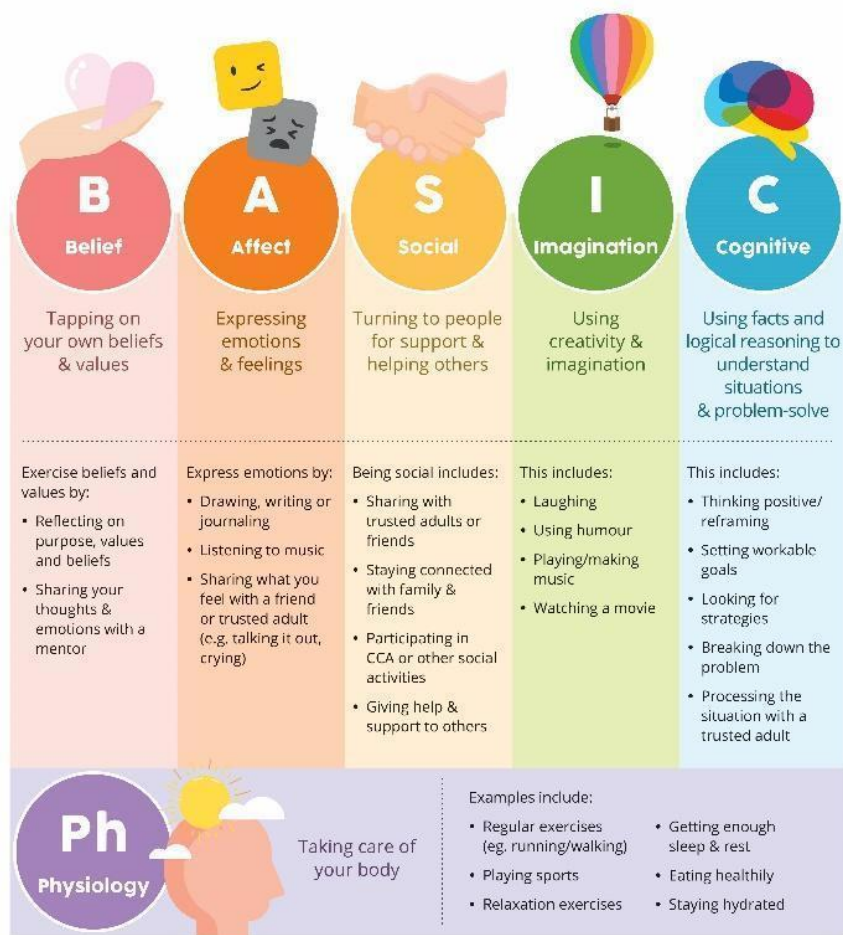 B
Belief
Tapping on
your own beliefs
& values
Exercise beliefs and
values by:
• Reflecting on
purpose, values
and beliefs
• Sharing your
thoughts &
emotions with a
mentor
A
Affect
Expressing
emotions
& feelings
Express emotions by:
• Drawing, writing or
journaling
• Listening to music
• Sharing what you
feel with a friend
or trusted adult
(e.g. talking it out,
crying)
S
Social
Turning to people
for support &
helping others
Being social includes:
• Sharing with
trusted adults or
friends
• Staying connected
with family &
friends
• Participating in
CCA or other social
activities
• Giving help &
support to others
I
Imagination
Using
creativity &
imagination
This includes:
• Laughing
• Using humour
• Playing/making
music
• Watching a movie
C
Cognitive
Using facts and
logical reasoning to
understand
situations
& problem-solve
This includes:
• Thinking positive/
reframing
• Setting workable
goals
• Looking for
strategies
• Breaking down the
problem
• Processing the
situation with a
trusted adult
Ph
Physiology
Taking care of
your body
Examples include:
• Regular exercises
(eg. running/walking)
• Playing sports
• Relaxation exercises
• Getting enough
sleep & rest
• Eating healthily
• Staying hydrated